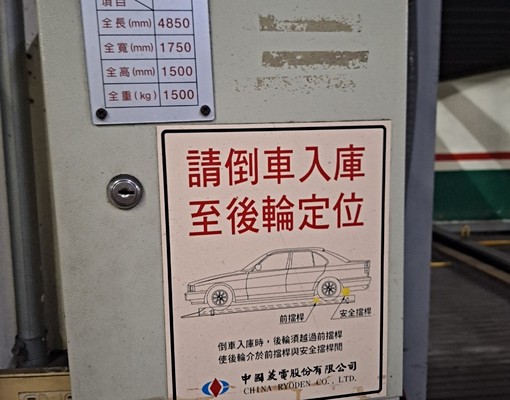 項目
全長(mm) 4850
全寬(mm) 1750
全高(mm) 1500
全重(kg) 1500
請倒車入庫
至後輪定位
前擋桿 安全擋桿
倒車入庫時，後輪須越過前擋桿
使後輪介於前擋桿與安全擋桿間
中國菱電股份有限公司
CHINA RYODEN CO., LTD.